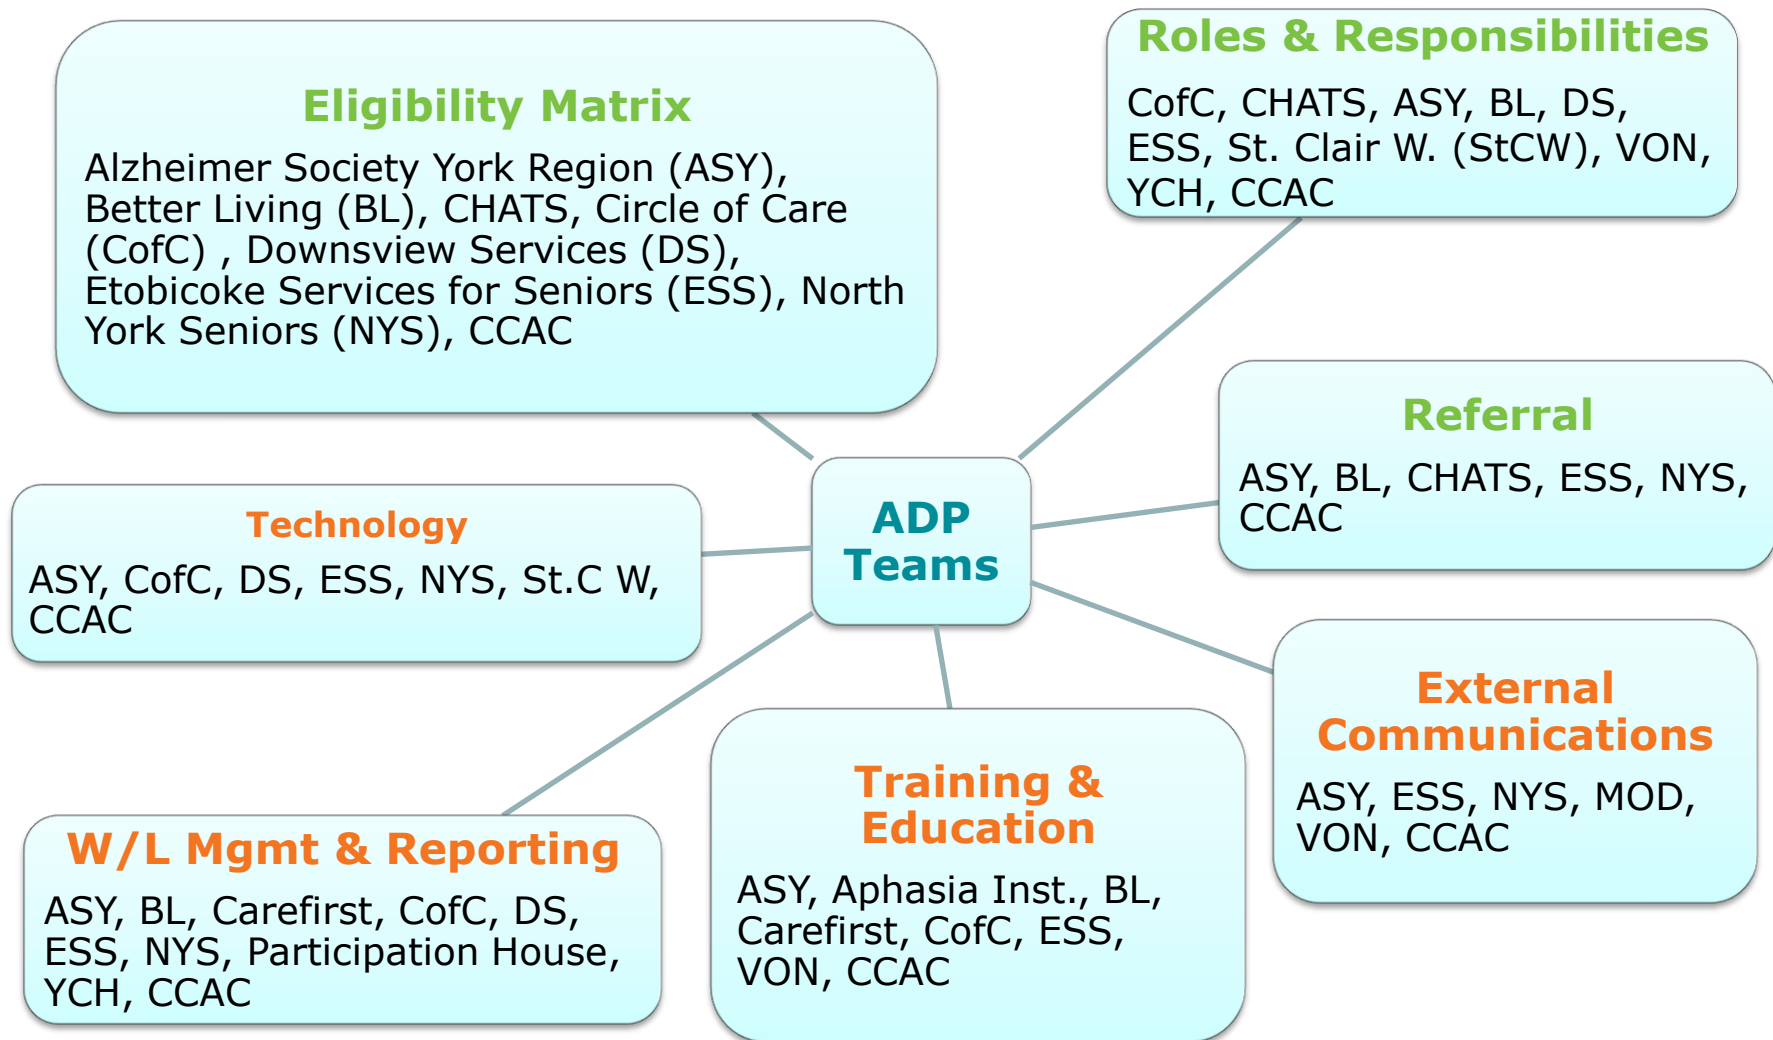 Eligibility Matrix
Alzheimer Society York Region (ASY),
Better Living (BL), CHATS, Circle of Care
(CofC) , Downsview Services (DS),
Etobicoke Services for Seniors (ESS), North
York Seniors (NYS), CCAC
Roles & Responsibilities
CofC, CHATS, ASY, BL, DS,
ESS, St. Clair W. (StCW), VON,
YCH, CCAC
Referral
ASY, BL, CHATS, ESS, NYS,
CCAC
ADP
Teams
Technology
ASY, CofC, DS, ESS, NYS, St.C W,
CCAC
External
Communications
ASY, ESS, NYS, MOD,
VON, CCAC
Training &
Education
ASY, Aphasia Inst., BL,
Carefirst, CofC, ESS,
VON, CCAC
W/L Mgmt & Reporting
ASY, BL, Carefirst, CofC, DS,
ESS, NYS, Participation House,
YCH, CCAC